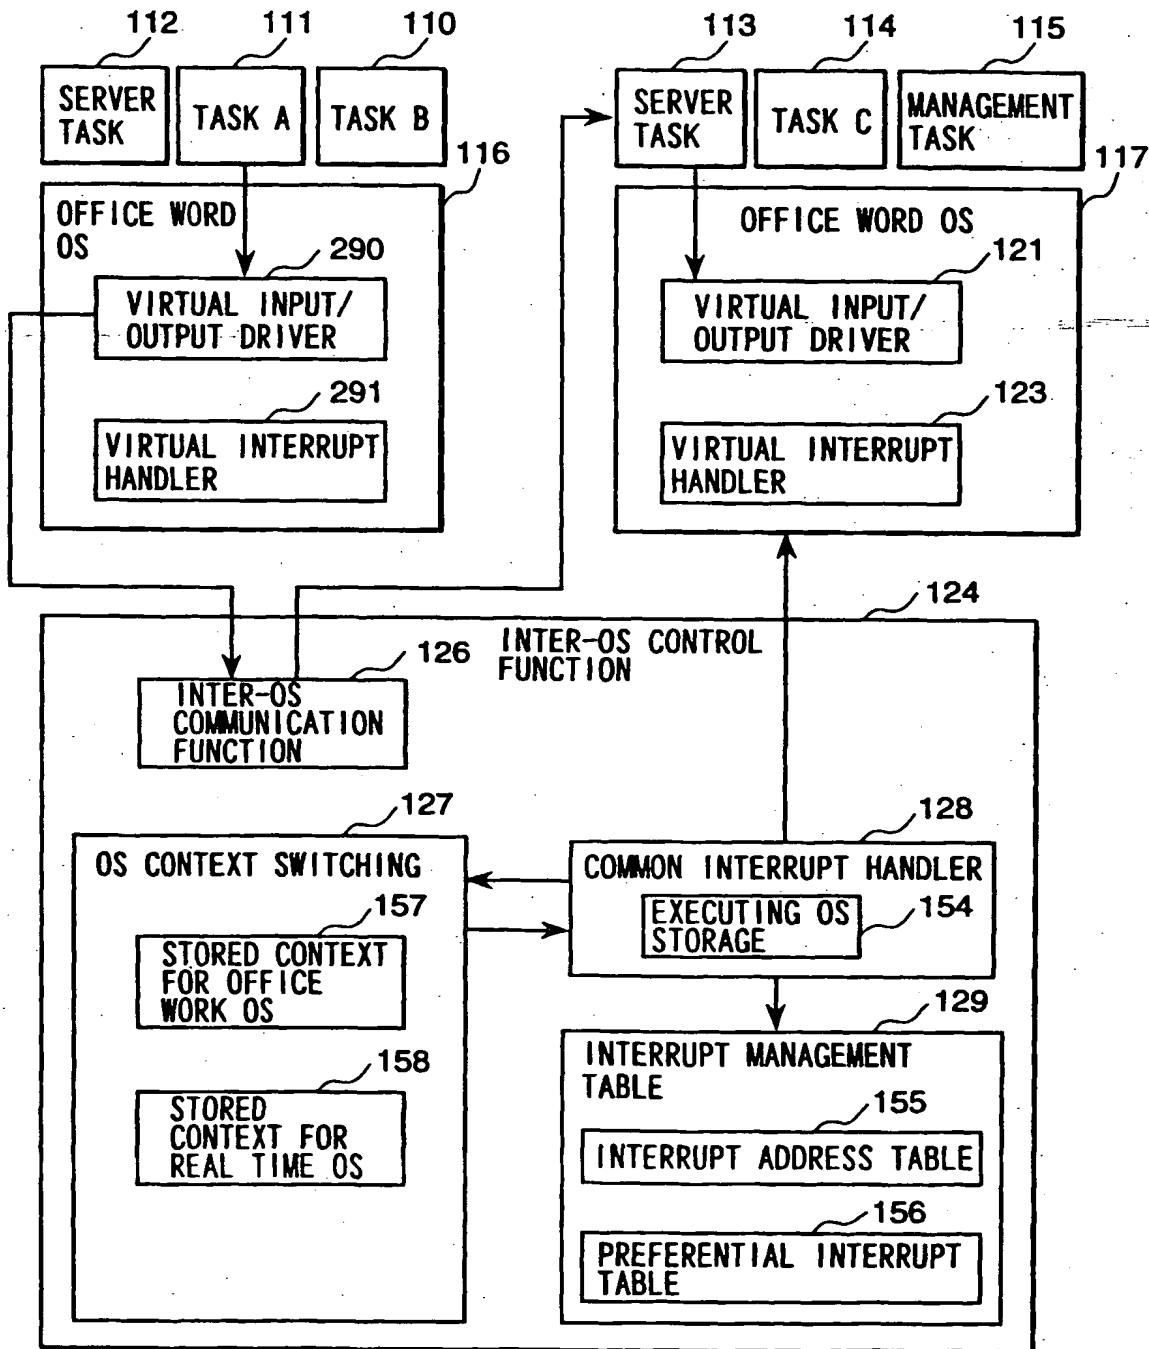 112
111
110
113
114
115
SERVER
TASK
TASK A
TASK B
SERVER
TASK
TASK C
MANAGEMENT
TASK
116
117
OFFICE WORD
OS
290
VIRTUAL INPUT/
OUTPUT DRIVER
291
VIRTUAL INTERRUPT
HANDLER
OFFICE WORD OS
121
VIRTUAL INPUT/
OUTPUT DRIVER
123
VIRTUAL INTERRUPT
HANDLER
124
INTER-OS CONTROL
FUNCTION
126
INTER-OS
COMMUNICATION
FUNCTION
127
OS CONTEXT SWITCHING
157
STORED CONTEXT
FOR OFFICE
WORK OS
158
STORED
CONTEXT FOR
REAL TIME OS
128
COMMON INTERRUPT HANDLER
EXECUTING OS
STORAGE
154
129
INTERRUPT MANAGEMENT
TABLE
155
INTERRUPT ADDRESS TABLE
156
PREFERENTIAL INTERRUPT
TABLE